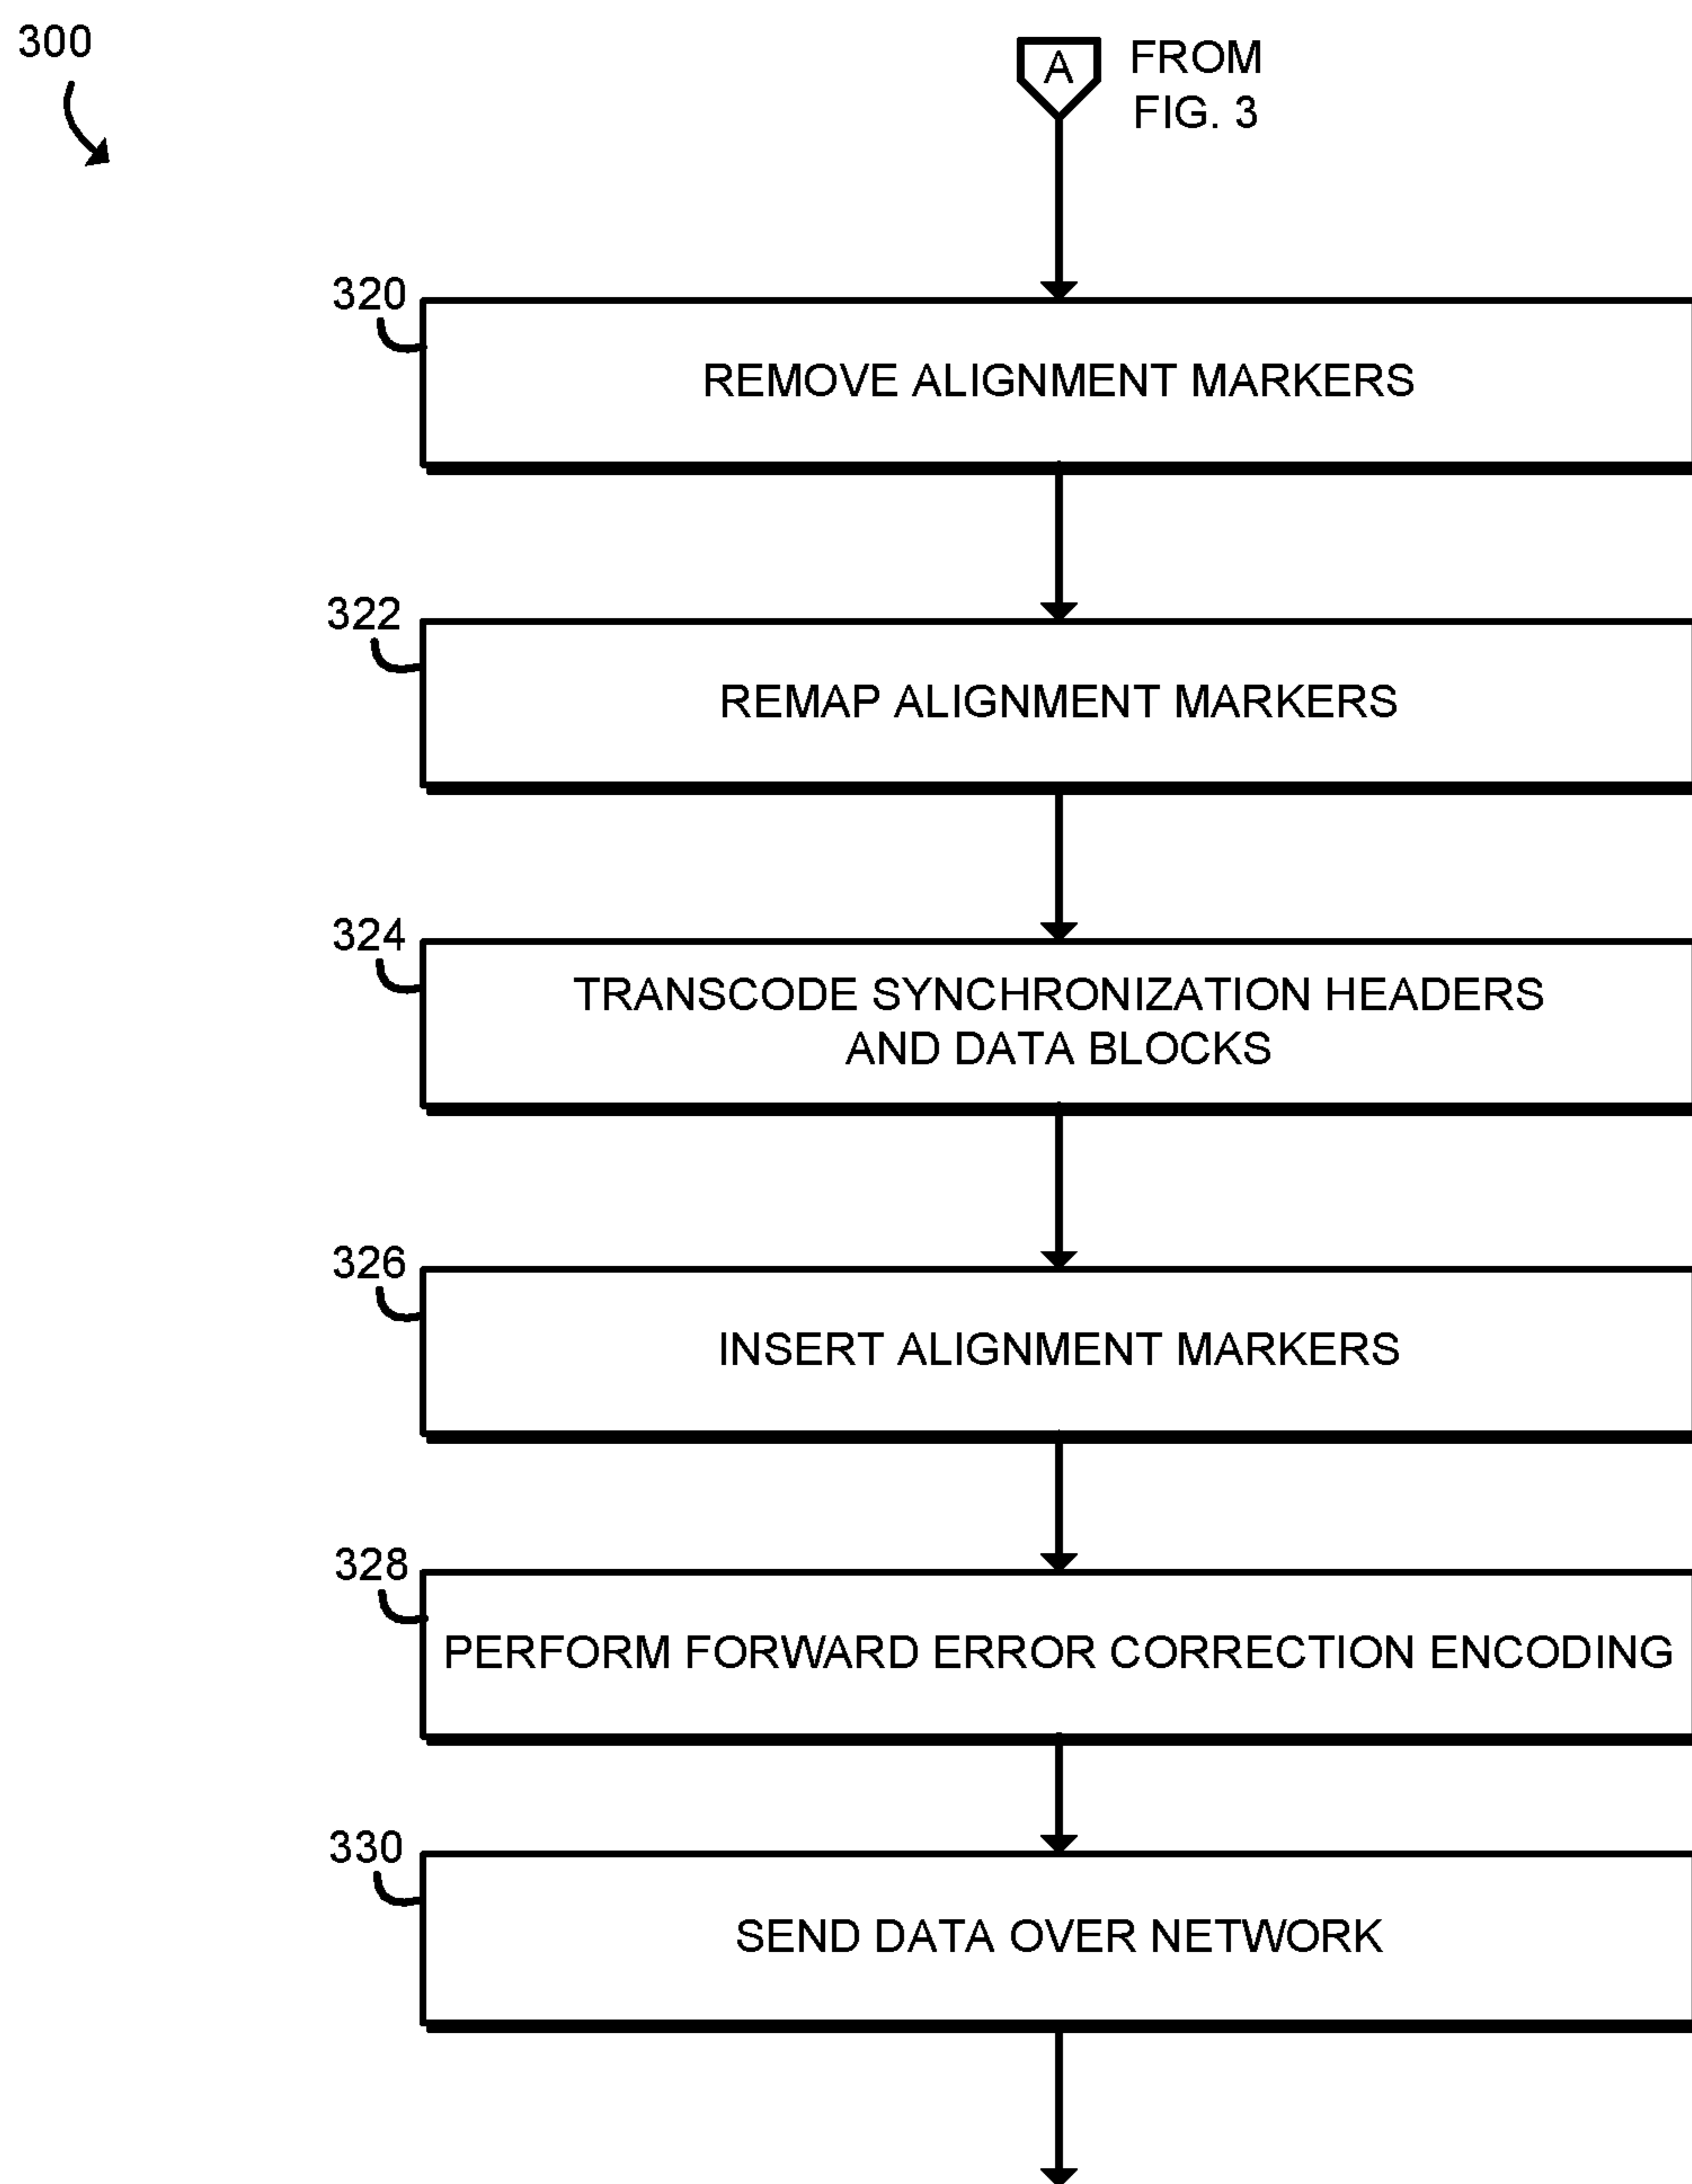 300
A
FROM
FIG. 3
320
REMOVE ALIGNMENT MARKERS
322
REMAP ALIGNMENT MARKERS
324
TRANSCODE SYNCHRONIZATION HEADERS
AND DATA BLOCKS
326
INSERT ALIGNMENT MARKERS
328
PERFORM FORWARD ERROR CORRECTION ENCODING
330
SEND DATA OVER NETWORK